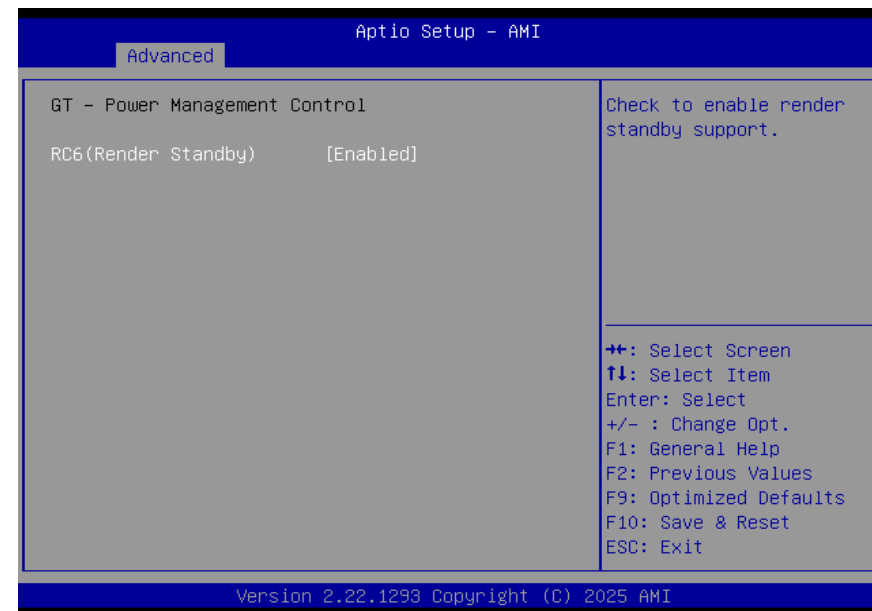 Aptio Setup – AMI
Advanced
GT – Power Management Control
RC6(Render Standby) [Enabled]
Check to enable render
standby support.
→←: Select Screen
↑↓: Select Item
Enter: Select
+/– : Change Opt.
F1: General Help
F2: Previous Values
F9: Optimized Defaults
F10: Save & Reset
ESC: Exit
Version 2.22.1293 Copyright (C) 2025 AMI